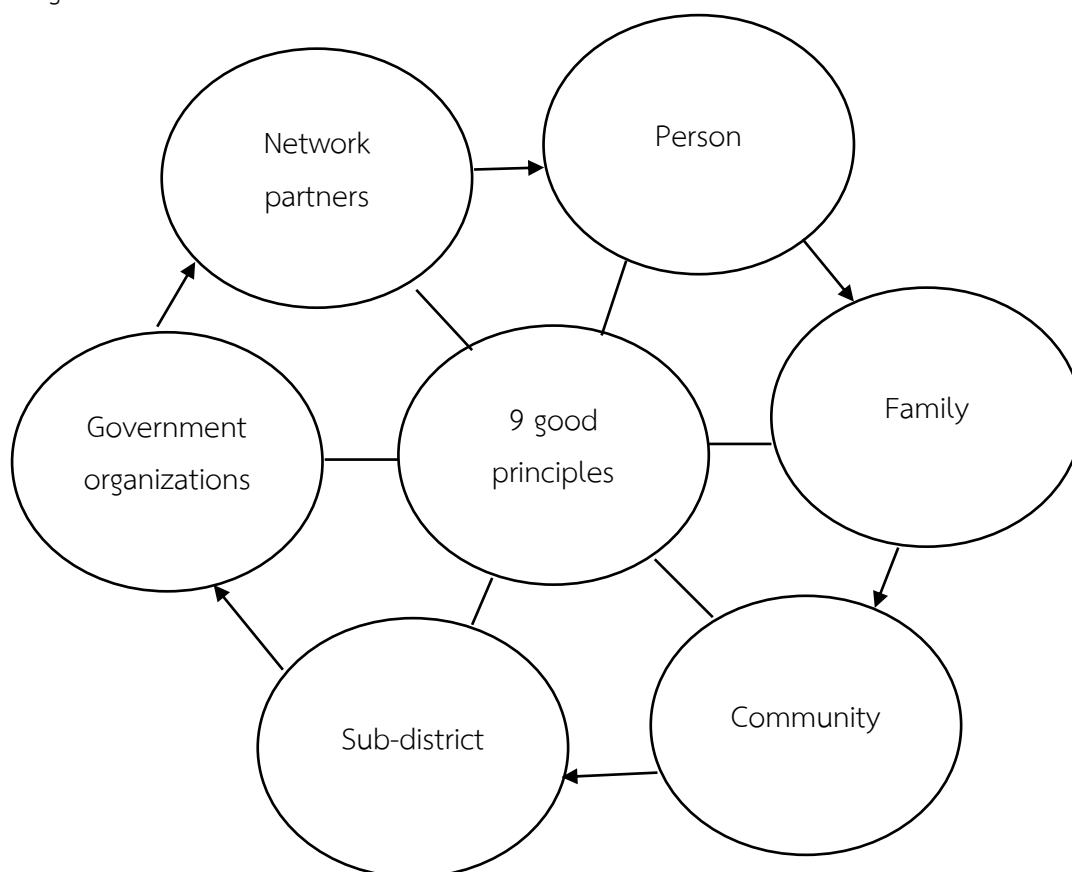 Network
partners
Person
Family
9 good
principles
Government
organizations
Community
Sub-district